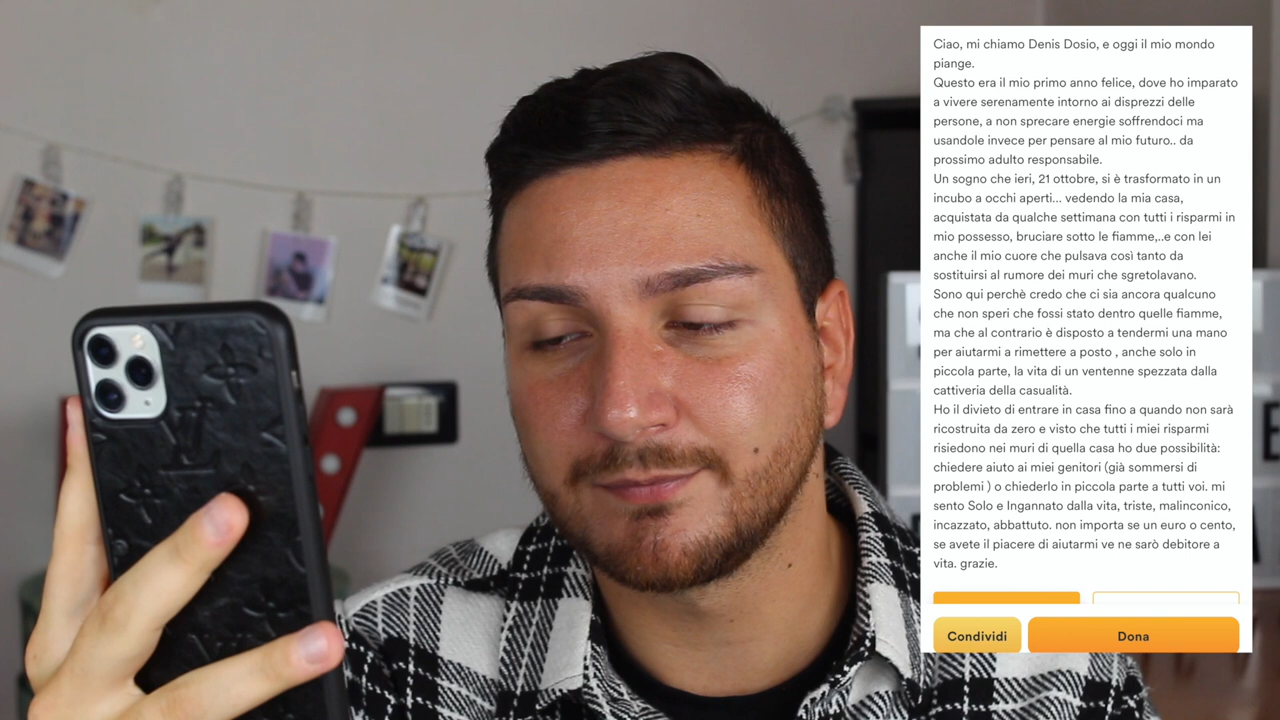 Ciao, mi chiamo Denis Dosio, e oggi il mio mondo
piange.
Questo era il mio primo anno felice, dove ho imparato
a vivere serenamente intorno ai disprezzi delle
persone, a non sprecare energie soffrendoci ma
usandole invece per pensare al mio futuro.. da
prossimo adulto responsabile.
Un sogno che ieri, 21 ottobre, si è trasformato in un
incubo a occhi aperti... vedendo la mia casa,
acquistata da qualche settimana con tutti i risparmi in
mio possesso, bruciare sotto le fiamme,..e con lei
anche il mio cuore che pulsava così tanto da
sostituirsi al rumore dei muri che sgretolavano.
Sono qui perchè credo che ci sia ancora qualcuno
che non speri che fossi stato dentro quelle fiamme,
ma che al contrario è disposto a tendermi una mano
per aiutarmi a rimettere a posto , anche solo in
piccola parte, la vita di un ventenne spezzata dalla
cattiveria della casualità.
Ho il divieto di entrare in casa fino a quando non sarà
ricostruita da zero e visto che tutti i miei risparmi
risiedono nei muri di quella casa ho due possibilità:
chiedere aiuto ai miei genitori (già sommersi di
problemi ) o chiederlo in piccola parte a tutti voi. mi
sento Solo e Ingannato dalla vita, triste, malinconico,
incazzato, abbattuto. non importa se un euro o cento,
se avete il piacere di aiutarmi ve ne sarò debitore a
vita. grazie.
Condividi
Dona